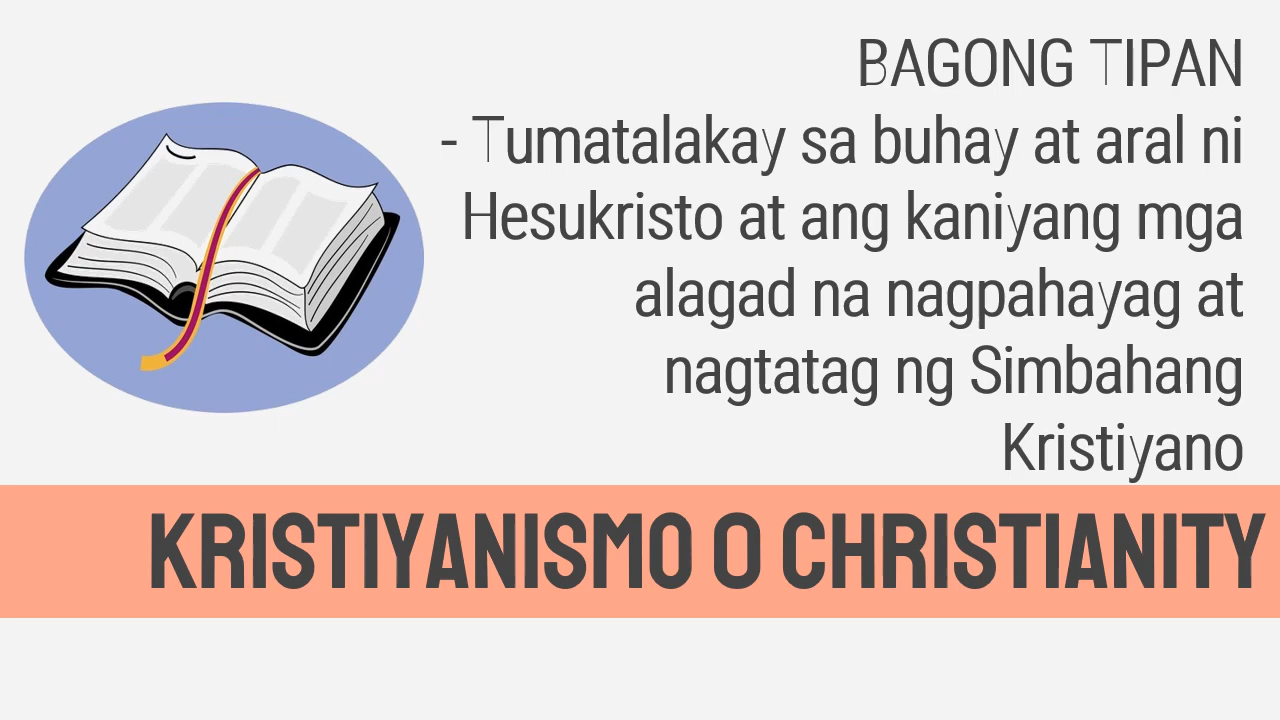 BAGONG TIPAN
- Tumatalakay sa buhay at aral ni
Hesukristo at ang kaniyang mga
alagad na nagpahayag at
nagtatag ng Simbahang
Kristiyano
KRISTIYANISMO O CHRISTIANITY